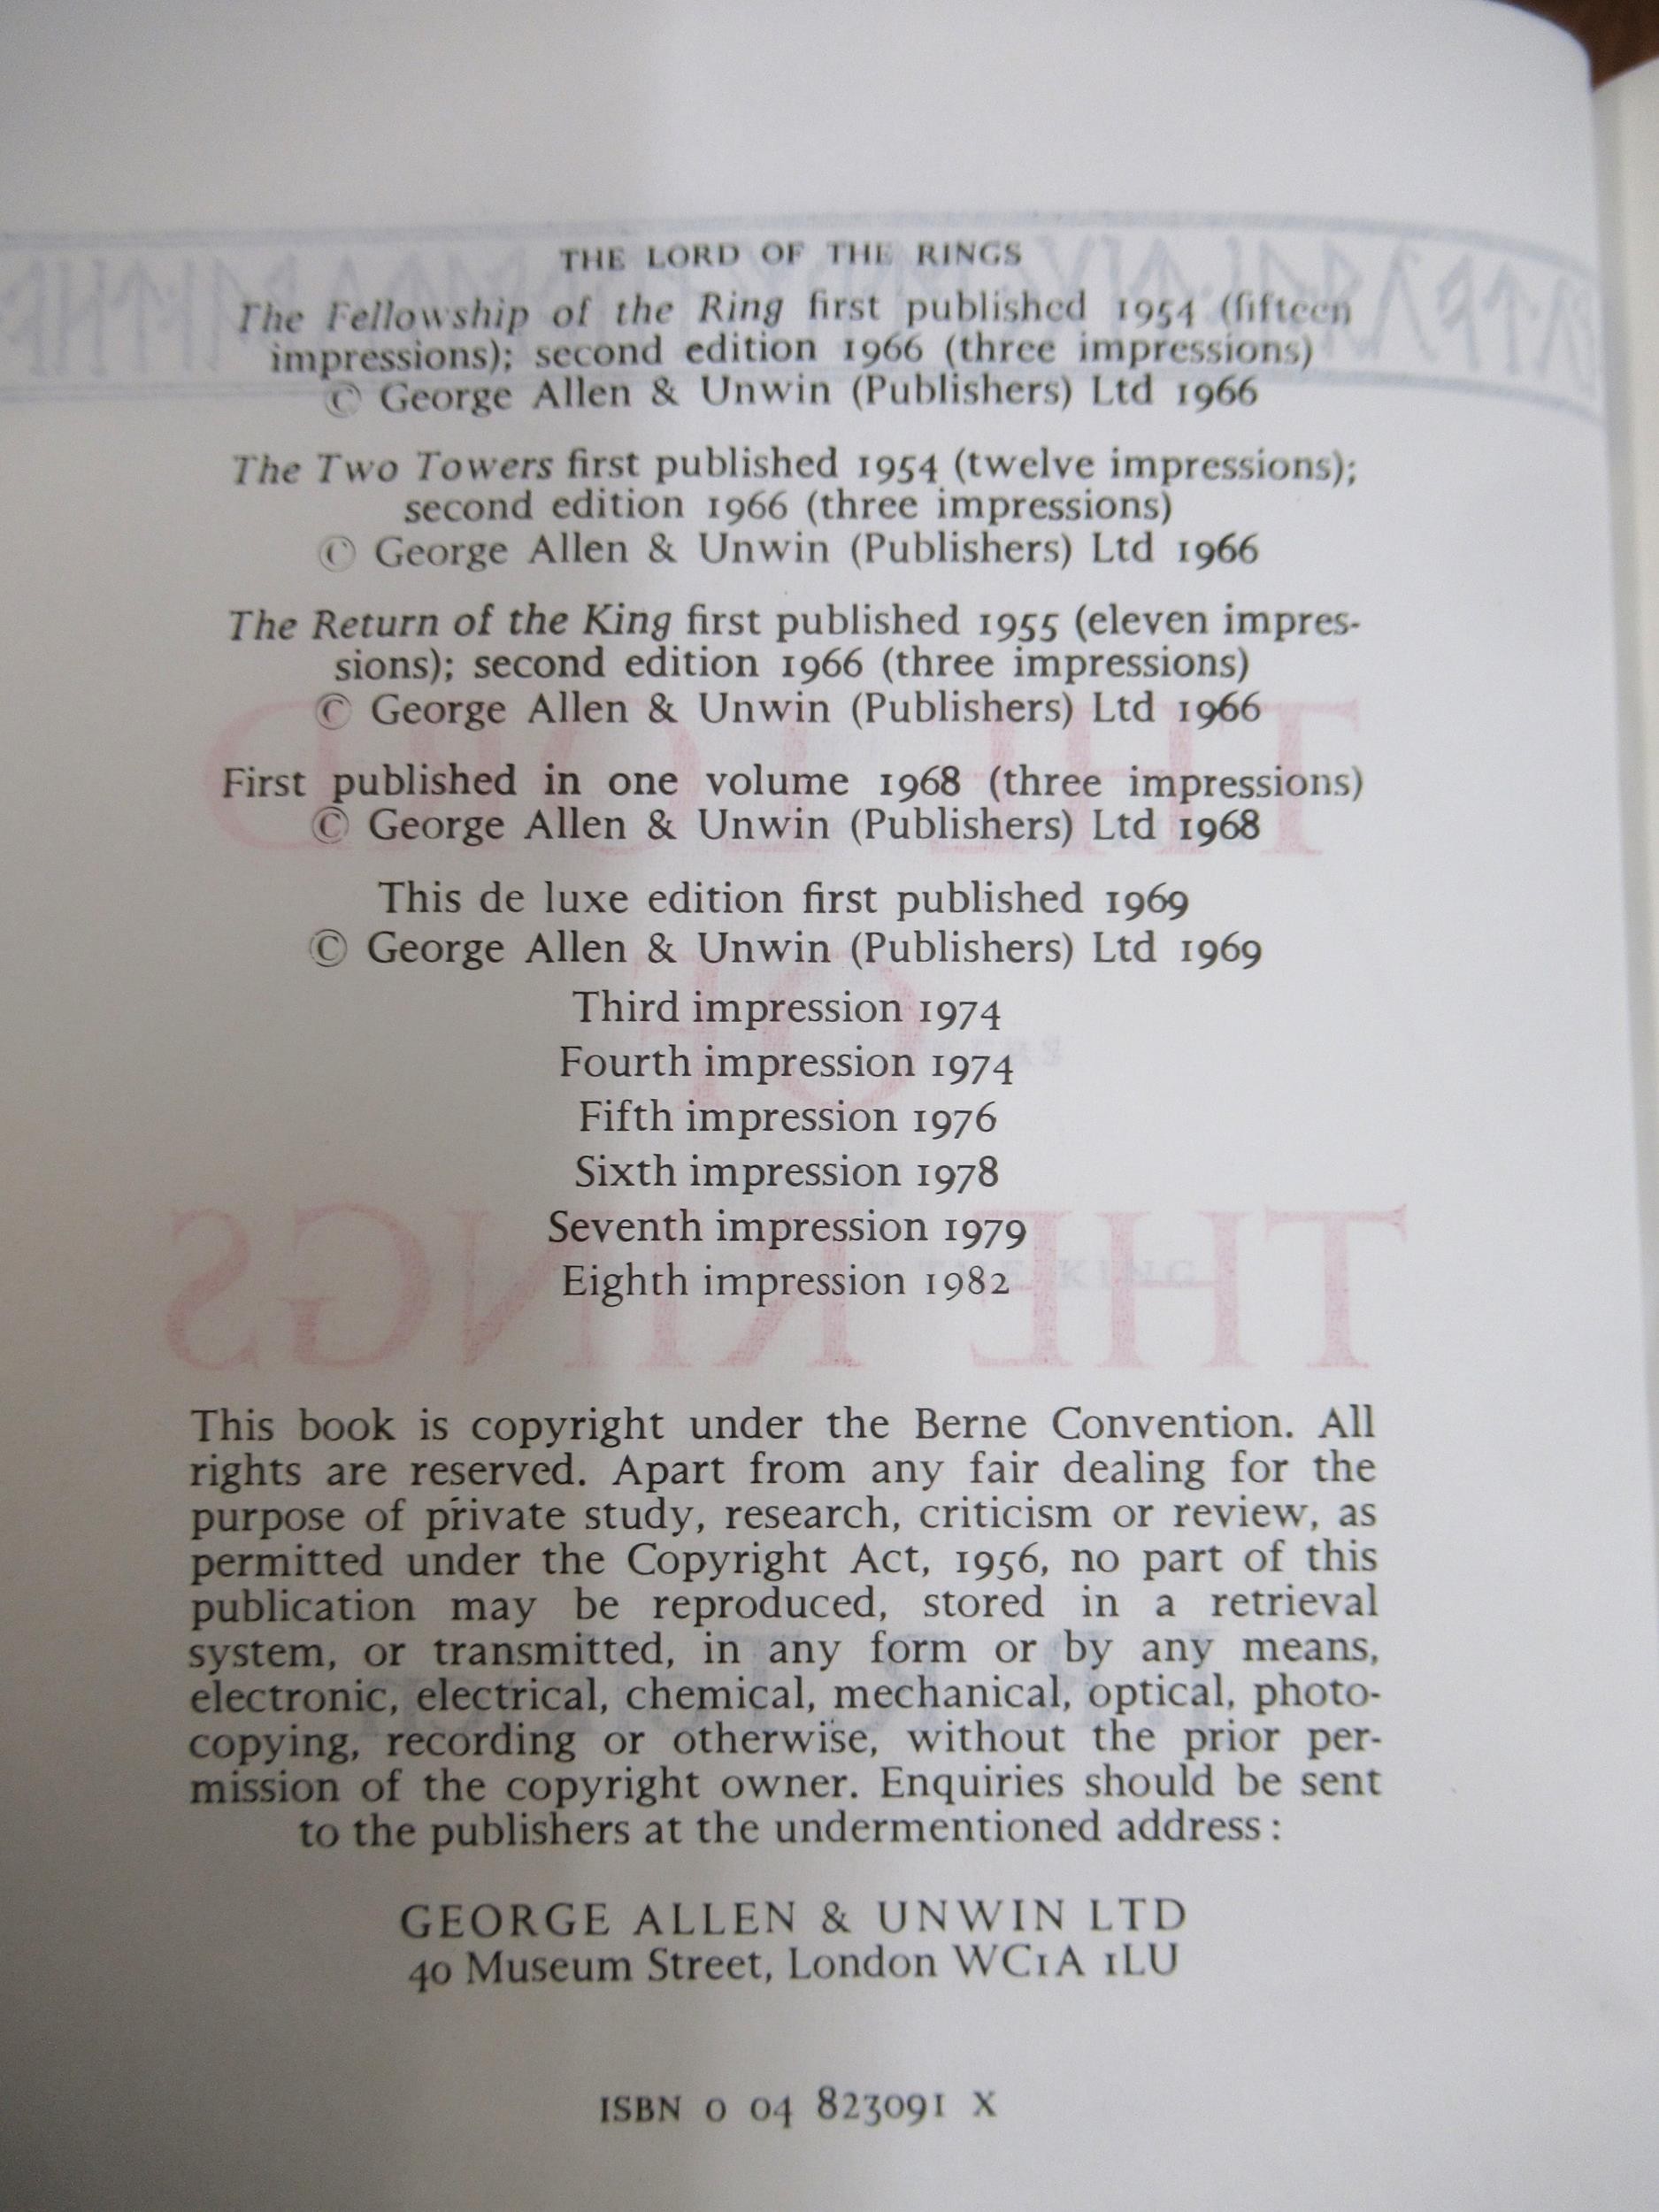 THE LORD OF THE RINGS
The Fellowship of the Ring first published 1954 (fifteen
impressions); second edition 1966 (three impressions)
© George Allen & Unwin (Publishers) Ltd 1966
The Two Towers first published 1954 (twelve impressions);
second edition 1966 (three impressions)
© George Allen & Unwin (Publishers) Ltd 1966
The Return of the King first published 1955 (eleven impres-
sions); second edition 1966 (three impressions)
© George Allen & Unwin (Publishers) Ltd 1966
First published in one volume 1968 (three impressions)
© George Allen & Unwin (Publishers) Ltd 1968
This de luxe edition first published 1969
© George Allen & Unwin (Publishers) Ltd 1969
Third impression 1974
Fourth impression 1974
Fifth impression 1976
Sixth impression 1978
Seventh impression 1979
Eighth impression 1982
This book is copyright under the Berne Convention. All
rights are reserved. Apart from any fair dealing for the
purpose of private study, research, criticism or review, as
permitted under the Copyright Act, 1956, no part of this
publication may be reproduced, stored in a retrieval
system, or transmitted, in any form or by any means,
electronic, electrical, chemical, mechanical, optical, photo-
copying, recording or otherwise, without the prior per-
mission of the copyright owner. Enquiries should be sent
to the publishers at the undermentioned address:
GEORGE ALLEN & UNWIN LTD
40 Museum Street, London WC1A 1LU
ISBN 0 04 823091 X
THE LORD
OF
THE RINGS